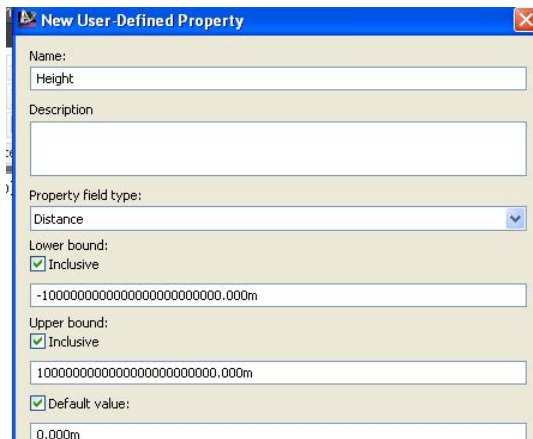 New User-Defined Property
Name:
Height
Description
Property field type:
Distance
Lower bound:
Inclusive
-1000000000000000000000000.000m
Upper bound:
Inclusive
1000000000000000000000000.000m
Default value:
0.000m